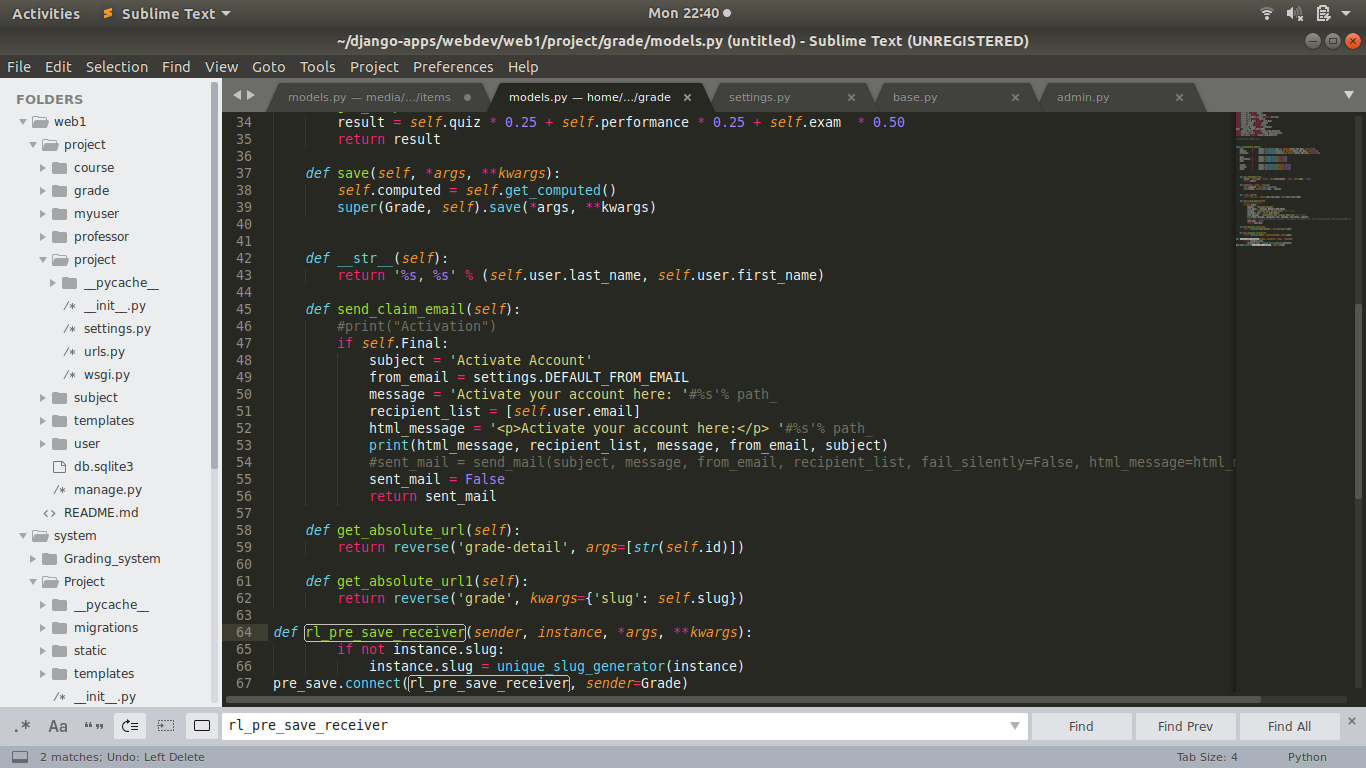 Activities Sublime Text Mon 22:40
~/django-apps/webdev/web1/project/grade/models.py (untitled) - Sublime Text (UNREGISTERED)
File Edit Selection Find View Goto Tools Project Preferences Help
FOLDERS
web1
project
course
grade
myuser
professor
project
__pycache__
/* __init__.py
/* settings.py
/* urls.py
/* wsgi.py
subject
templates
user
db.sqlite3
/* manage.py
<> README.md
system
Grading_system
Project
__pycache__
migrations
static
templates
/* __init__.py
models.py — media/.../items
models.py — home/.../grade ×
settings.py ×
base.py ×
admin.py ×
34 result = self.quiz * 0.25 + self.performance * 0.25 + self.exam  * 0.50
35 return result
36
37 def save(self, *args, **kwargs):
38 self.computed = self.get_computed()
39 super(Grade, self).save(*args, **kwargs)
40
41
42 def __str__(self):
43 return '%s, %s' % (self.user.last_name, self.user.first_name)
44
45 def send_claim_email(self):
46 #print("Activation")
47 if self.Final:
48 subject = 'Activate Account'
49 from_email = settings.DEFAULT_FROM_EMAIL
50 message = 'Activate your account here: '#%s'% path_
51 recipient_list = [self.user.email]
52 html_message = '<p>Activate your account here:</p> '#%s'% path_
53 print(html_message, recipient_list, message, from_email, subject)
54 #sent_mail = send_mail(subject, message, from_email, recipient_list, fail_silently=False, html_message=html_
55 sent_mail = False
56 return sent_mail
57
58 def get_absolute_url(self):
59 return reverse('grade-detail', args=[str(self.id)])
60
61 def get_absolute_url1(self):
62 return reverse('grade', kwargs={'slug': self.slug})
63
64 def rl_pre_save_receiver(sender, instance, *args, **kwargs):
65 if not instance.slug:
66 instance.slug = unique_slug_generator(instance)
67 pre_save.connect(rl_pre_save_receiver, sender=Grade)
.* Aa “” rl_pre_save_receiver Find Find Prev Find All ×
2 matches; Undo: Left Delete Tab Size: 4 Python